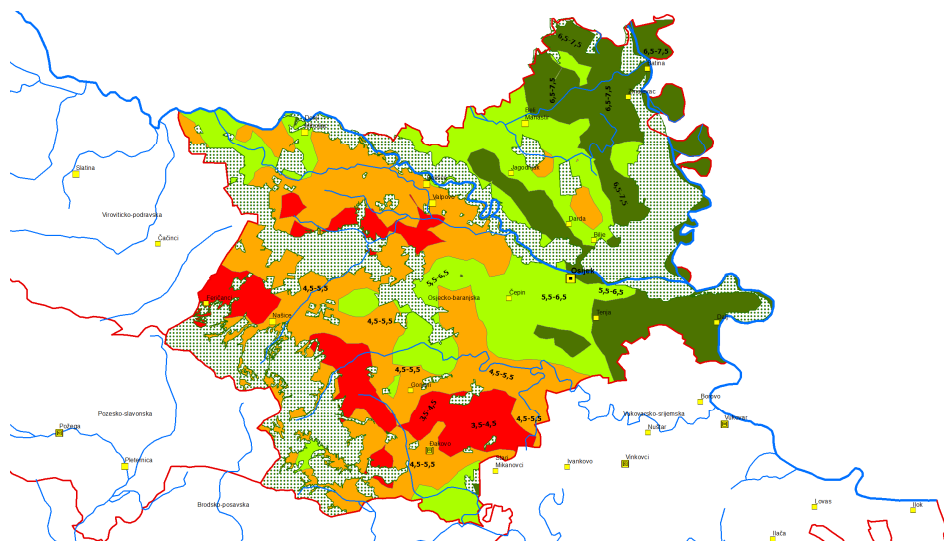 6,5-7,5
6,5-7,5
Batina
6,5-7,5
6,5-7,5
Beli
Manastir
Slatina
Jagodnjak
6,5-7,5
Valpovo
Viroviticko-podravska
Darda
Bilje
Čačinci
Osijek
5,5-6,5
4,5-5,5
5,5-6,5
Čepin
Osjecko-baranjska
5,5-6,5
Našice
4,5-5,5
Tenja
Dalj
4,5-5,5
4,5-5,5
Gorjani
Borovo
3,5-4,5
4,5-5,5
3,5-4,5
Pozesko-slavonska
Vukovarsko-srijemska
Vukovar
Požega
Nuštar
Đakovo
Stari
Mikanovci
4,5-5,5
Ivankovo
Vinkovci
Pleternica
Brodsko-posavska
Lovas
Ilok
Ilača